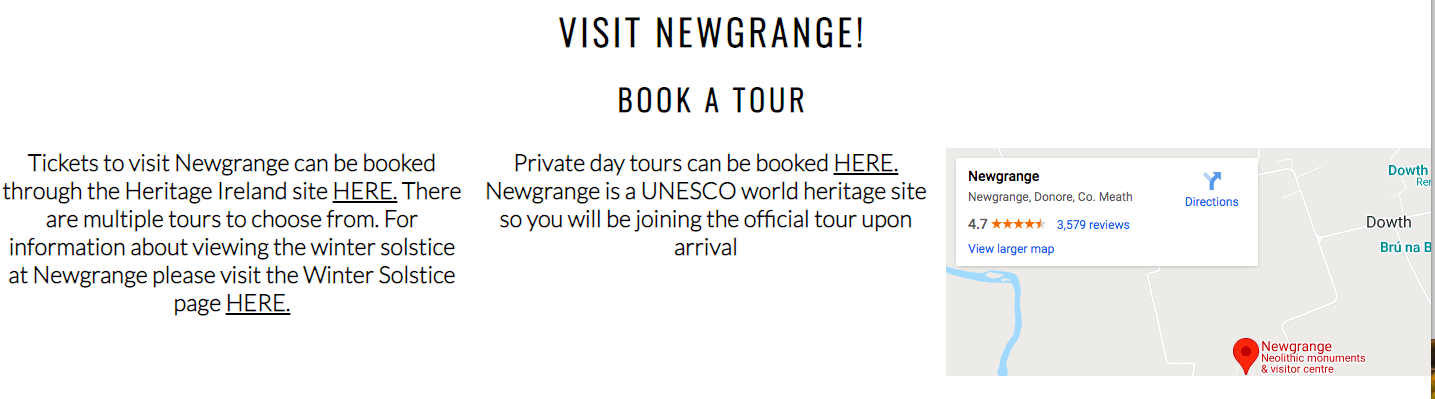 VISIT NEWGRANGE!
BOOK A TOUR
Tickets to visit Newgrange can be booked
through the Heritage Ireland site HERE. There
are multiple tours to choose from. For
information about viewing the winter solstice
at Newgrange please visit the Winter Solstice
page HERE.
Private day tours can be booked HERE.
Newgrange is a UNESCO world heritage site
so you will be joining the official tour upon
arrival
Newgrange
Newgrange, Donore, Co. Meath
4.7 3,579 reviews
View larger map
Directions
Dowth
Rer
Dowth
Brú na B
Newgrange
Neolithic monuments
& visitor centre